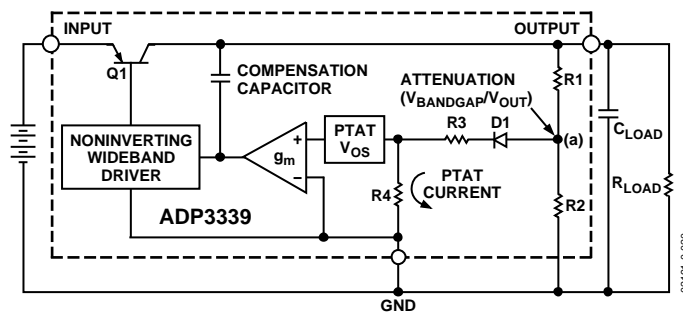 INPUT
OUTPUT
Q1
COMPENSATION
CAPACITOR
ATTENUATION
(VBANDGAP/VOUT)
R1
NONINVERTING
WIDEBAND
DRIVER
gm
+
−
PTAT
VOS
R3
D1
(a)
CLOAD
RLOAD
R4
PTAT
CURRENT
R2
ADP3339
GND